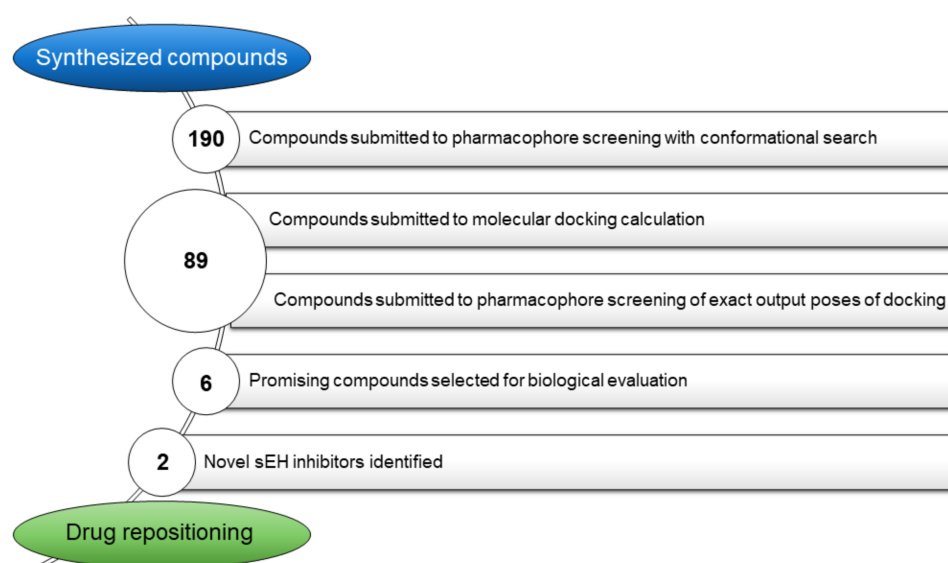 Synthesized compounds
190
Compounds submitted to pharmacophore screening with conformational search
Compounds submitted to molecular docking calculation
89
Compounds submitted to pharmacophore screening of exact output poses of docking
6
Promising compounds selected for biological evaluation
2
Novel sEH inhibitors identified
Drug repositioning